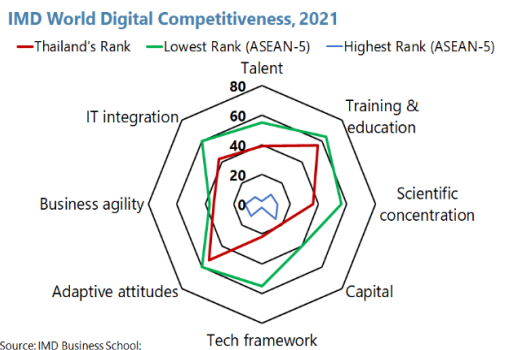 IMD World Digital Competitiveness, 2021
Thailand's Rank Lowest Rank (ASEAN-5) Highest Rank (ASEAN-5)
Talent
80
Training &
education
IT integration
60
40
20
0
Business agility
Scientific
concentration
Adaptive attitudes
Capital
Tech framework
Source: IMD Business School: